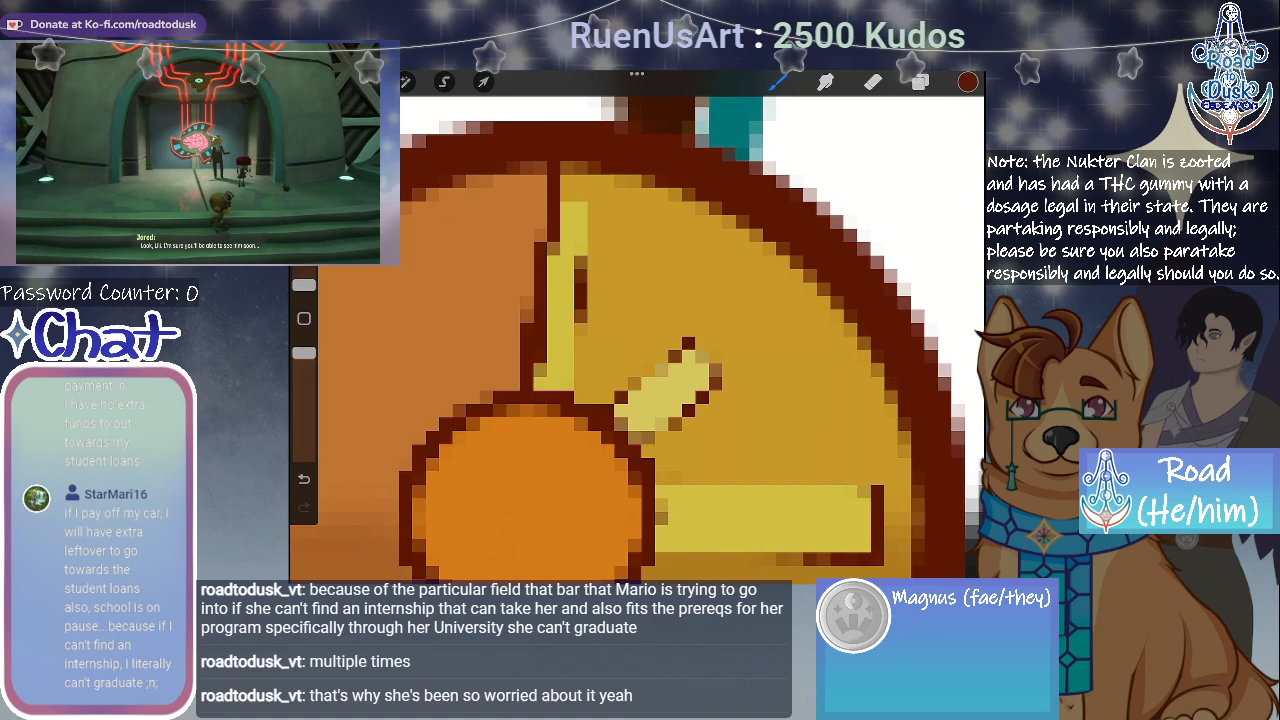 Donate at Ko-fi.com/roadtodusk
RuenUsArt : 2500 Kudos
Road
to
Dusk
Jared:
Look, Lili, I'm sure you'll be able to see him soon...
Note: the Nukter Clan is zooted
and has had a THC gummy with a
dosage legal in their state. They are
partaking responsibly and legally;
please be sure you also paratake
responsibly and legally should you do so.
Password Counter: 0
Chat
payment ;n;
I have no extra
funds to put
towards my
student loans
StarMari16
if I pay off my car, I
will have extra
leftover to go
towards the
student loans
also, school is on
pause...because if I
can't find an
internship, I literally
can't graduate ;n;
roadtodusk_vt: because of the particular field that bar that Mario is trying to go
into if she can't find an internship that can take her and also fits the prereqs for her
program specifically through her University she can't graduate
roadtodusk_vt: multiple times
roadtodusk_vt: that's why she's been so worried about it yeah
Road
(He/him)
Magnus (fae/they)